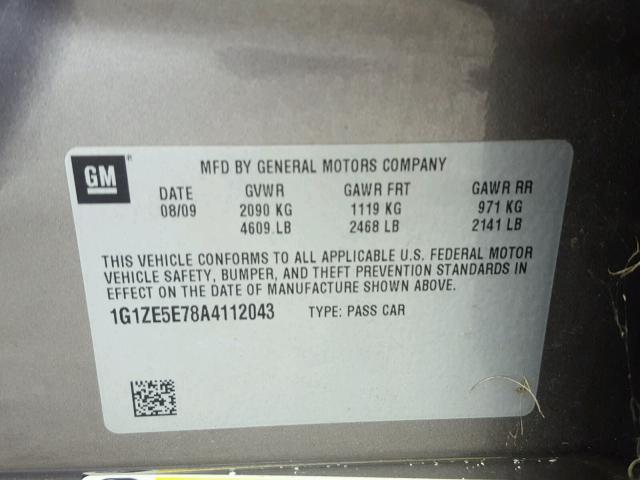 GM
MFD BY GENERAL MOTORS COMPANY
DATE GVWR GAWR FRT GAWR RR
08/09 2090 KG 1119 KG 971 KG
4609.LB 2468 LB 2141 LB
THIS VEHICLE CONFORMS TO ALL APPLICABLE U.S. FEDERAL MOTOR
VEHICLE SAFETY, BUMPER, AND THEFT PREVENTION STANDARDS IN
EFFECT ON THE DATE OF MANUFACTURE SHOWN ABOVE.
1G1ZE5E78A4112043 TYPE: PASS CAR